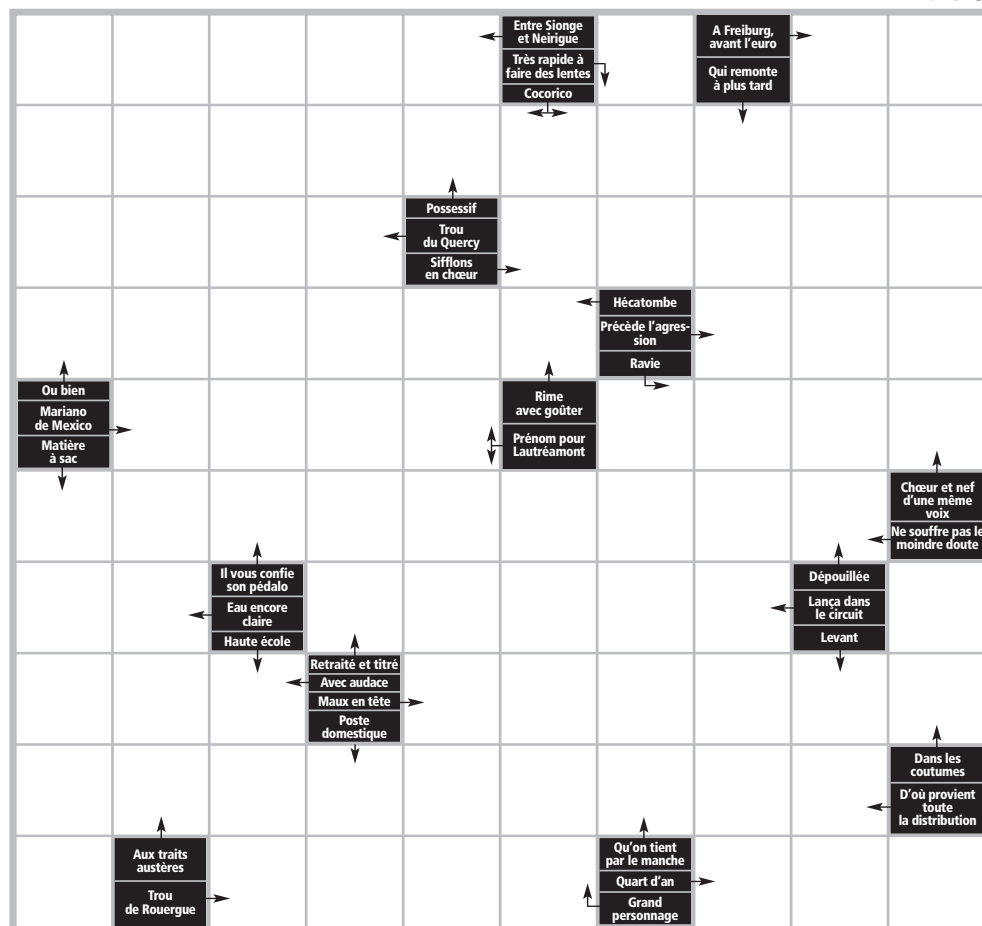 Entre Sionge
et Neirigue
Très rapide à
faire des lentes
Cocorico
A Freiburg,
avant l'euro
Qui remonte
à plus tard
Possessif
Trou
du Quercy
Sifflons
en chœur
Hécatombe
Précède l'agres-
sion
Ravie
Ou bien
Mariano
de Mexico
Matière
à sac
Rime
avec goûter
Prénom pour
Lautréamont
Chœur et nef
d'une même
voix
Ne souffre pas le
moindre doute
Il vous confie
son pédalo
Eau encore
claire
Haute école
Dépouillée
Lança dans
le circuit
Levant
Retraité et titré
Avec audace
Maux en tête
Poste
domestique
Dans les
coutumes
D'où provient
toute
la distribution
Aux traits
austères
Trou
de Rouergue
Qu'on tient
par le manche
Quart d'an
Grand
personnage